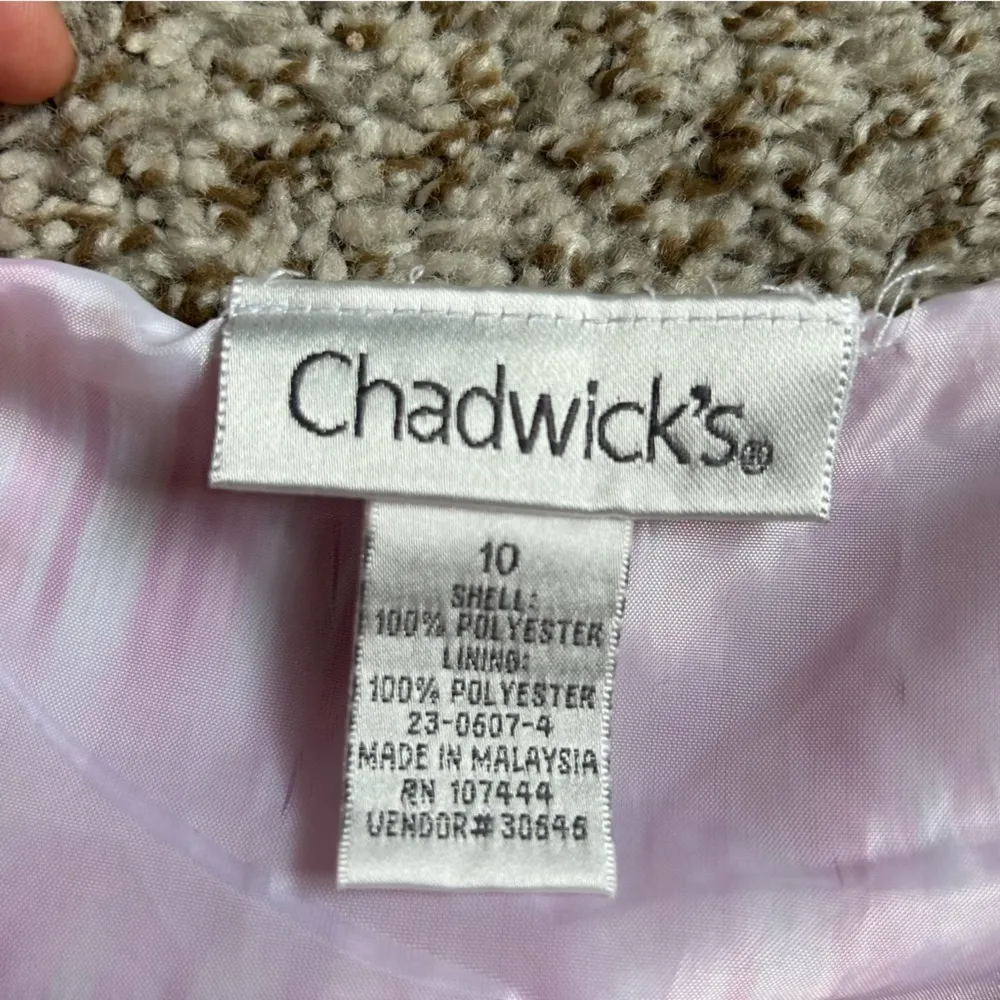 Chadwick's®
10
SHELL:
100% POLYESTER
LINING:
100% POLYESTER
23-0607-4
MADE IN MALAYSIA
RN 107444
VENDOR# 30646